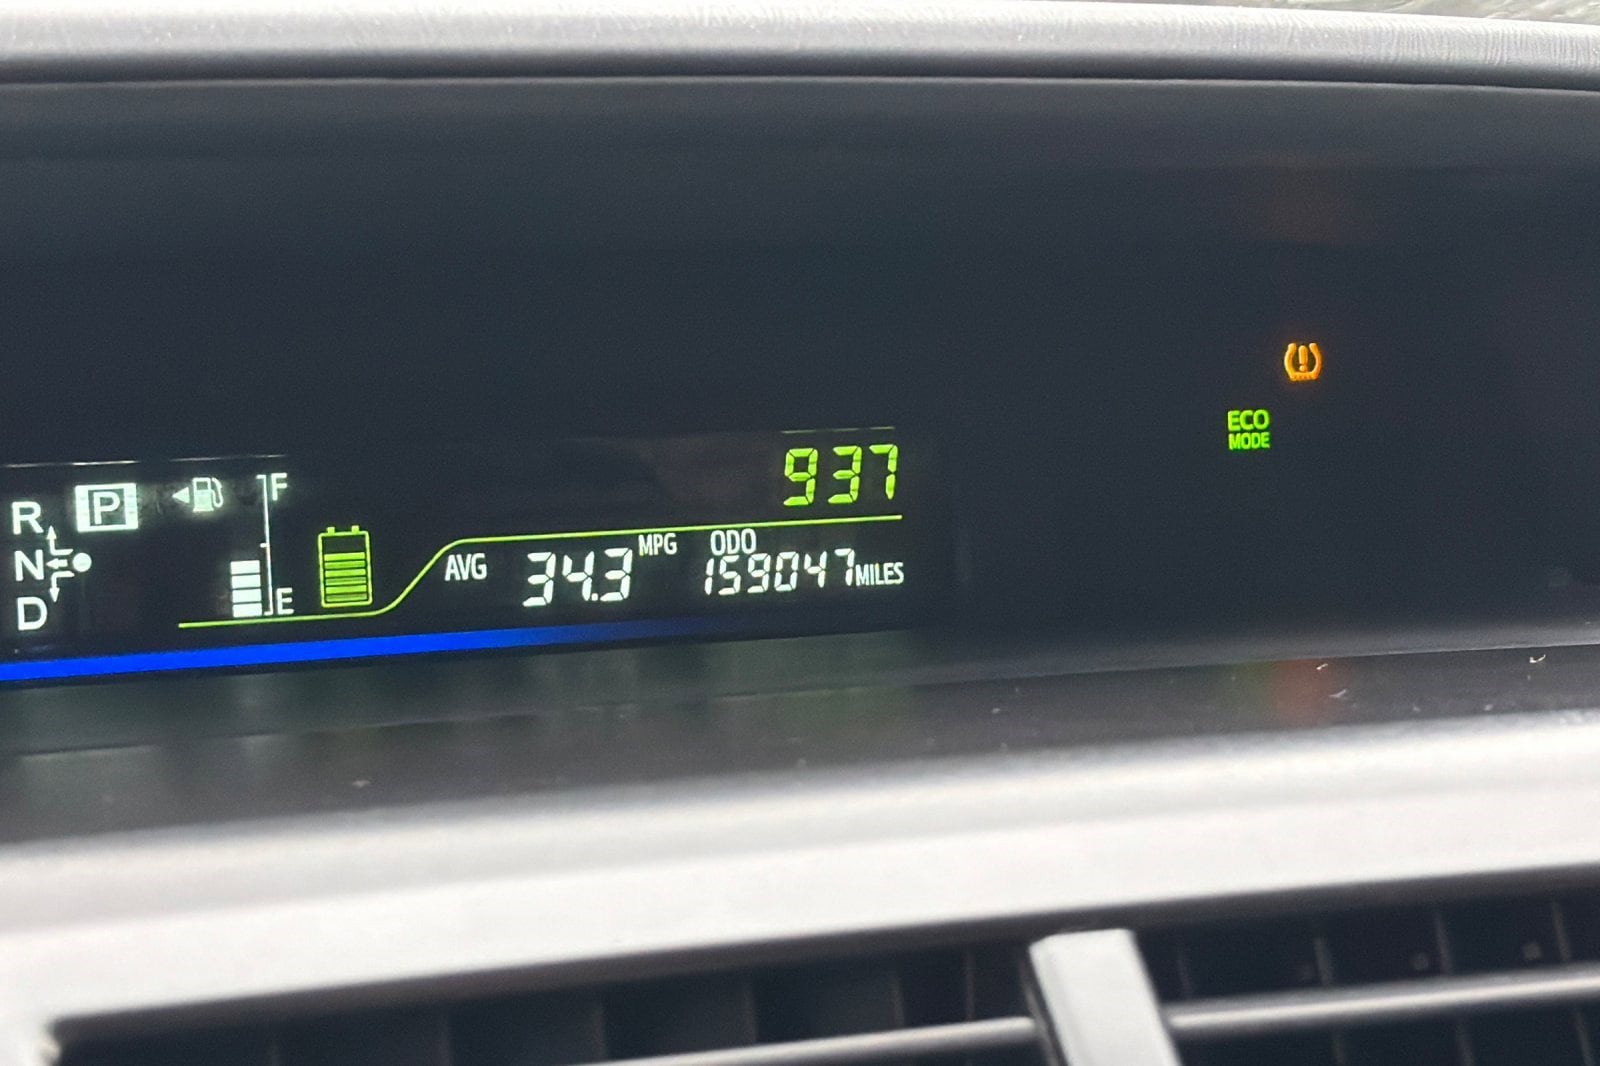 937
R P F
N
D E
AVG 34.3 MPG ODO 159047 MILES
ECO
MODE